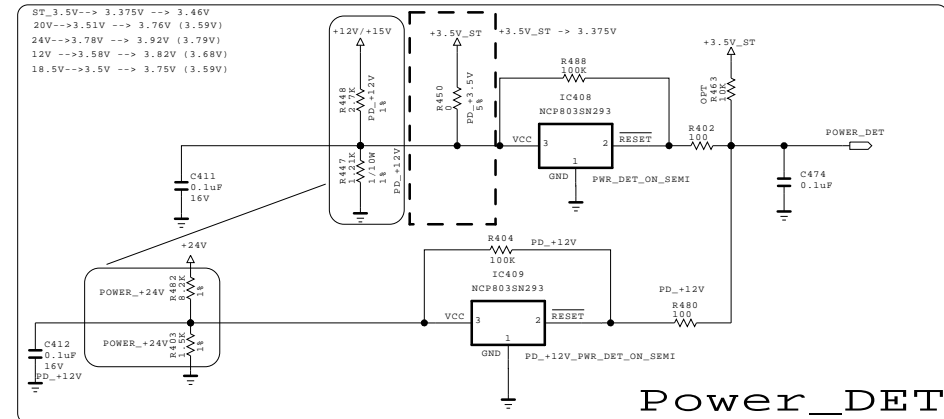 ST_3.5V--> 3.375V --> 3.46V
20V-->3.51V --> 3.76V (3.59V)
24V-->3.78V --> 3.92V (3.79V)
12V -->3.58V --> 3.82V (3.68V)
18.5V-->3.5V --> 3.75V (3.59V)
+12V/+15V
+3.5V_ST
+3.5V_ST -> 3.375V
R448
2.7K
PD_+12V
1%
R450
0
PD_+3.5V
5%
R488
100K
IC408
NCP803SN293
VCC
3
2
RESET
1
GND
PWR_DET_ON_SEMI
+3.5V_ST
OPT
R463
10K
R402
100
POWER_DET
C474
0.1uF
R447
1.21K
1/10W
1%
PD_+12V
C411
0.1uF
16V
+24V
POWER_+24V
R482
8.2K
1%
POWER_+24V
R403
1.5K
1%
C412
0.1uF
16V
PD_+12V
R404
100K
PD_+12V
IC409
NCP803SN293
VCC
3
2
RESET
1
GND
PD_+12V_PWR_DET_ON_SEMI
PD_+12V
R480
100
Power_DET